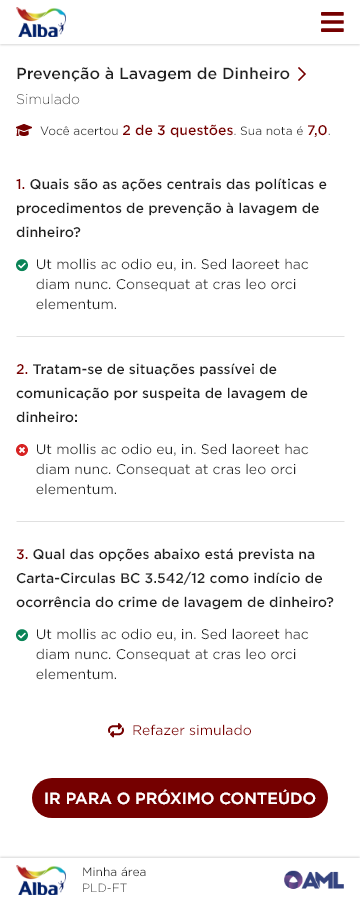 Alba
Prevenção à Lavagem de Dinheiro
Simulado
Você acertou 2 de 3 questões. Sua nota é 7,0.
1. Quais são as ações centrais das políticas e
procedimentos de prevenção à lavagem de
dinheiro?
Ut mollis ac odio eu, in. Sed laoreet hac
diam nunc. Consequat at cras leo orci
elementum.
2. Tratam-se de situações passível de
comunicação por suspeita de lavagem de
dinheiro:
Ut mollis ac odio eu, in. Sed laoreet hac
diam nunc. Consequat at cras leo orci
elementum.
3. Qual das opções abaixo está prevista na
Carta-Circulas BC 3.542/12 como indício de
ocorrência do crime de lavagem de dinheiro?
Ut mollis ac odio eu, in. Sed laoreet hac
diam nunc. Consequat at cras leo orci
elementum.
Refazer simulado
IR PARA O PRÓXIMO CONTEÚDO
Alba
Minha área
PLD-FT
AML